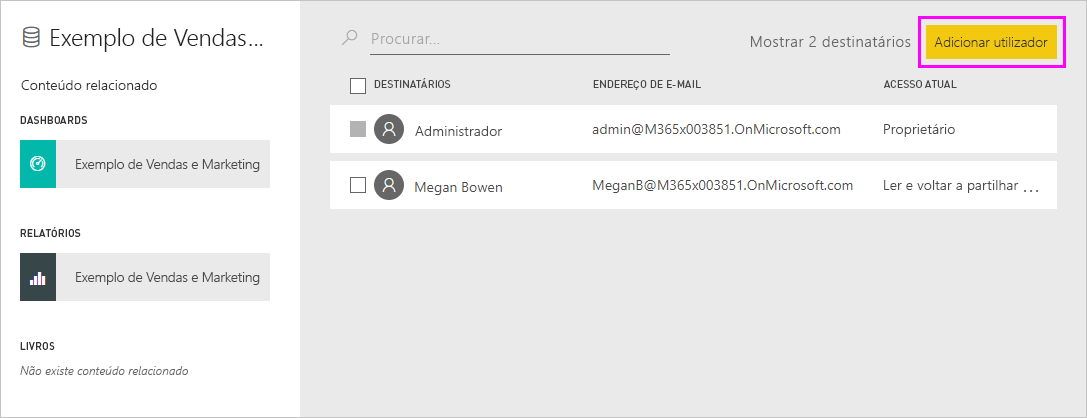 Exemplo de Vendas...
Conteúdo relacionado
DASHBOARDS
Exemplo de Vendas e Marketing
RELATÓRIOS
Exemplo de Vendas e Marketing
LIVROS
Não existe conteúdo relacionado
Procurar...
Mostrar 2 destinatários
Adicionar utilizador
DESTINATÁRIOS ENDEREÇO DE E-MAIL ACESSO ATUAL
Administrador admin@M365x003851.OnMicrosoft.com Proprietário
Megan Bowen MeganB@M365x003851.OnMicrosoft.com Ler e voltar a partilhar ...